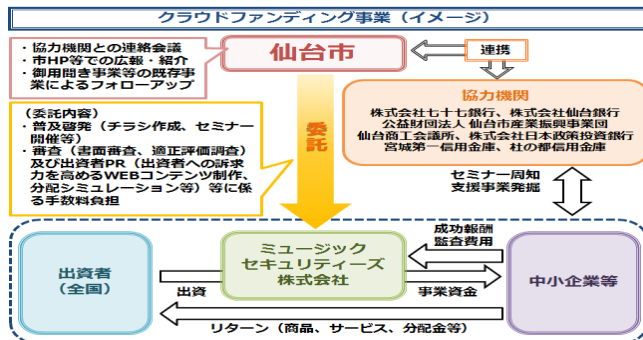 クラウドファンディング事業（イメージ）
・協力機関との連絡会議
・市HP等での広報・紹介
・御用聞き事業等の既存事
業によるフォローアップ
仙台市
連携
協力機関
株式会社七十七銀行、株式会社仙台銀行
公益財団法人 仙台市産業振興事業団
仙台商工会議所、株式会社日本政策投資銀行
宮城第一信用金庫、杜の都信用金庫
（委託内容）
・普及啓発（チラシ作成、セミナー
開催等）
・審査（書面審査、適正評価調査）
及び出資者PR（出資者への訴求
力を高めるWEBコンテンツ制作、
分配シミュレーション等）等に係
る手数料負担
委託
セミナー周知
支援事業発掘
出資者
（全国）
出資
ミュージック
セキュリティーズ
株式会社
成功報酬
監査費用
事業資金
中小企業等
リターン（商品、サービス、分配金等）